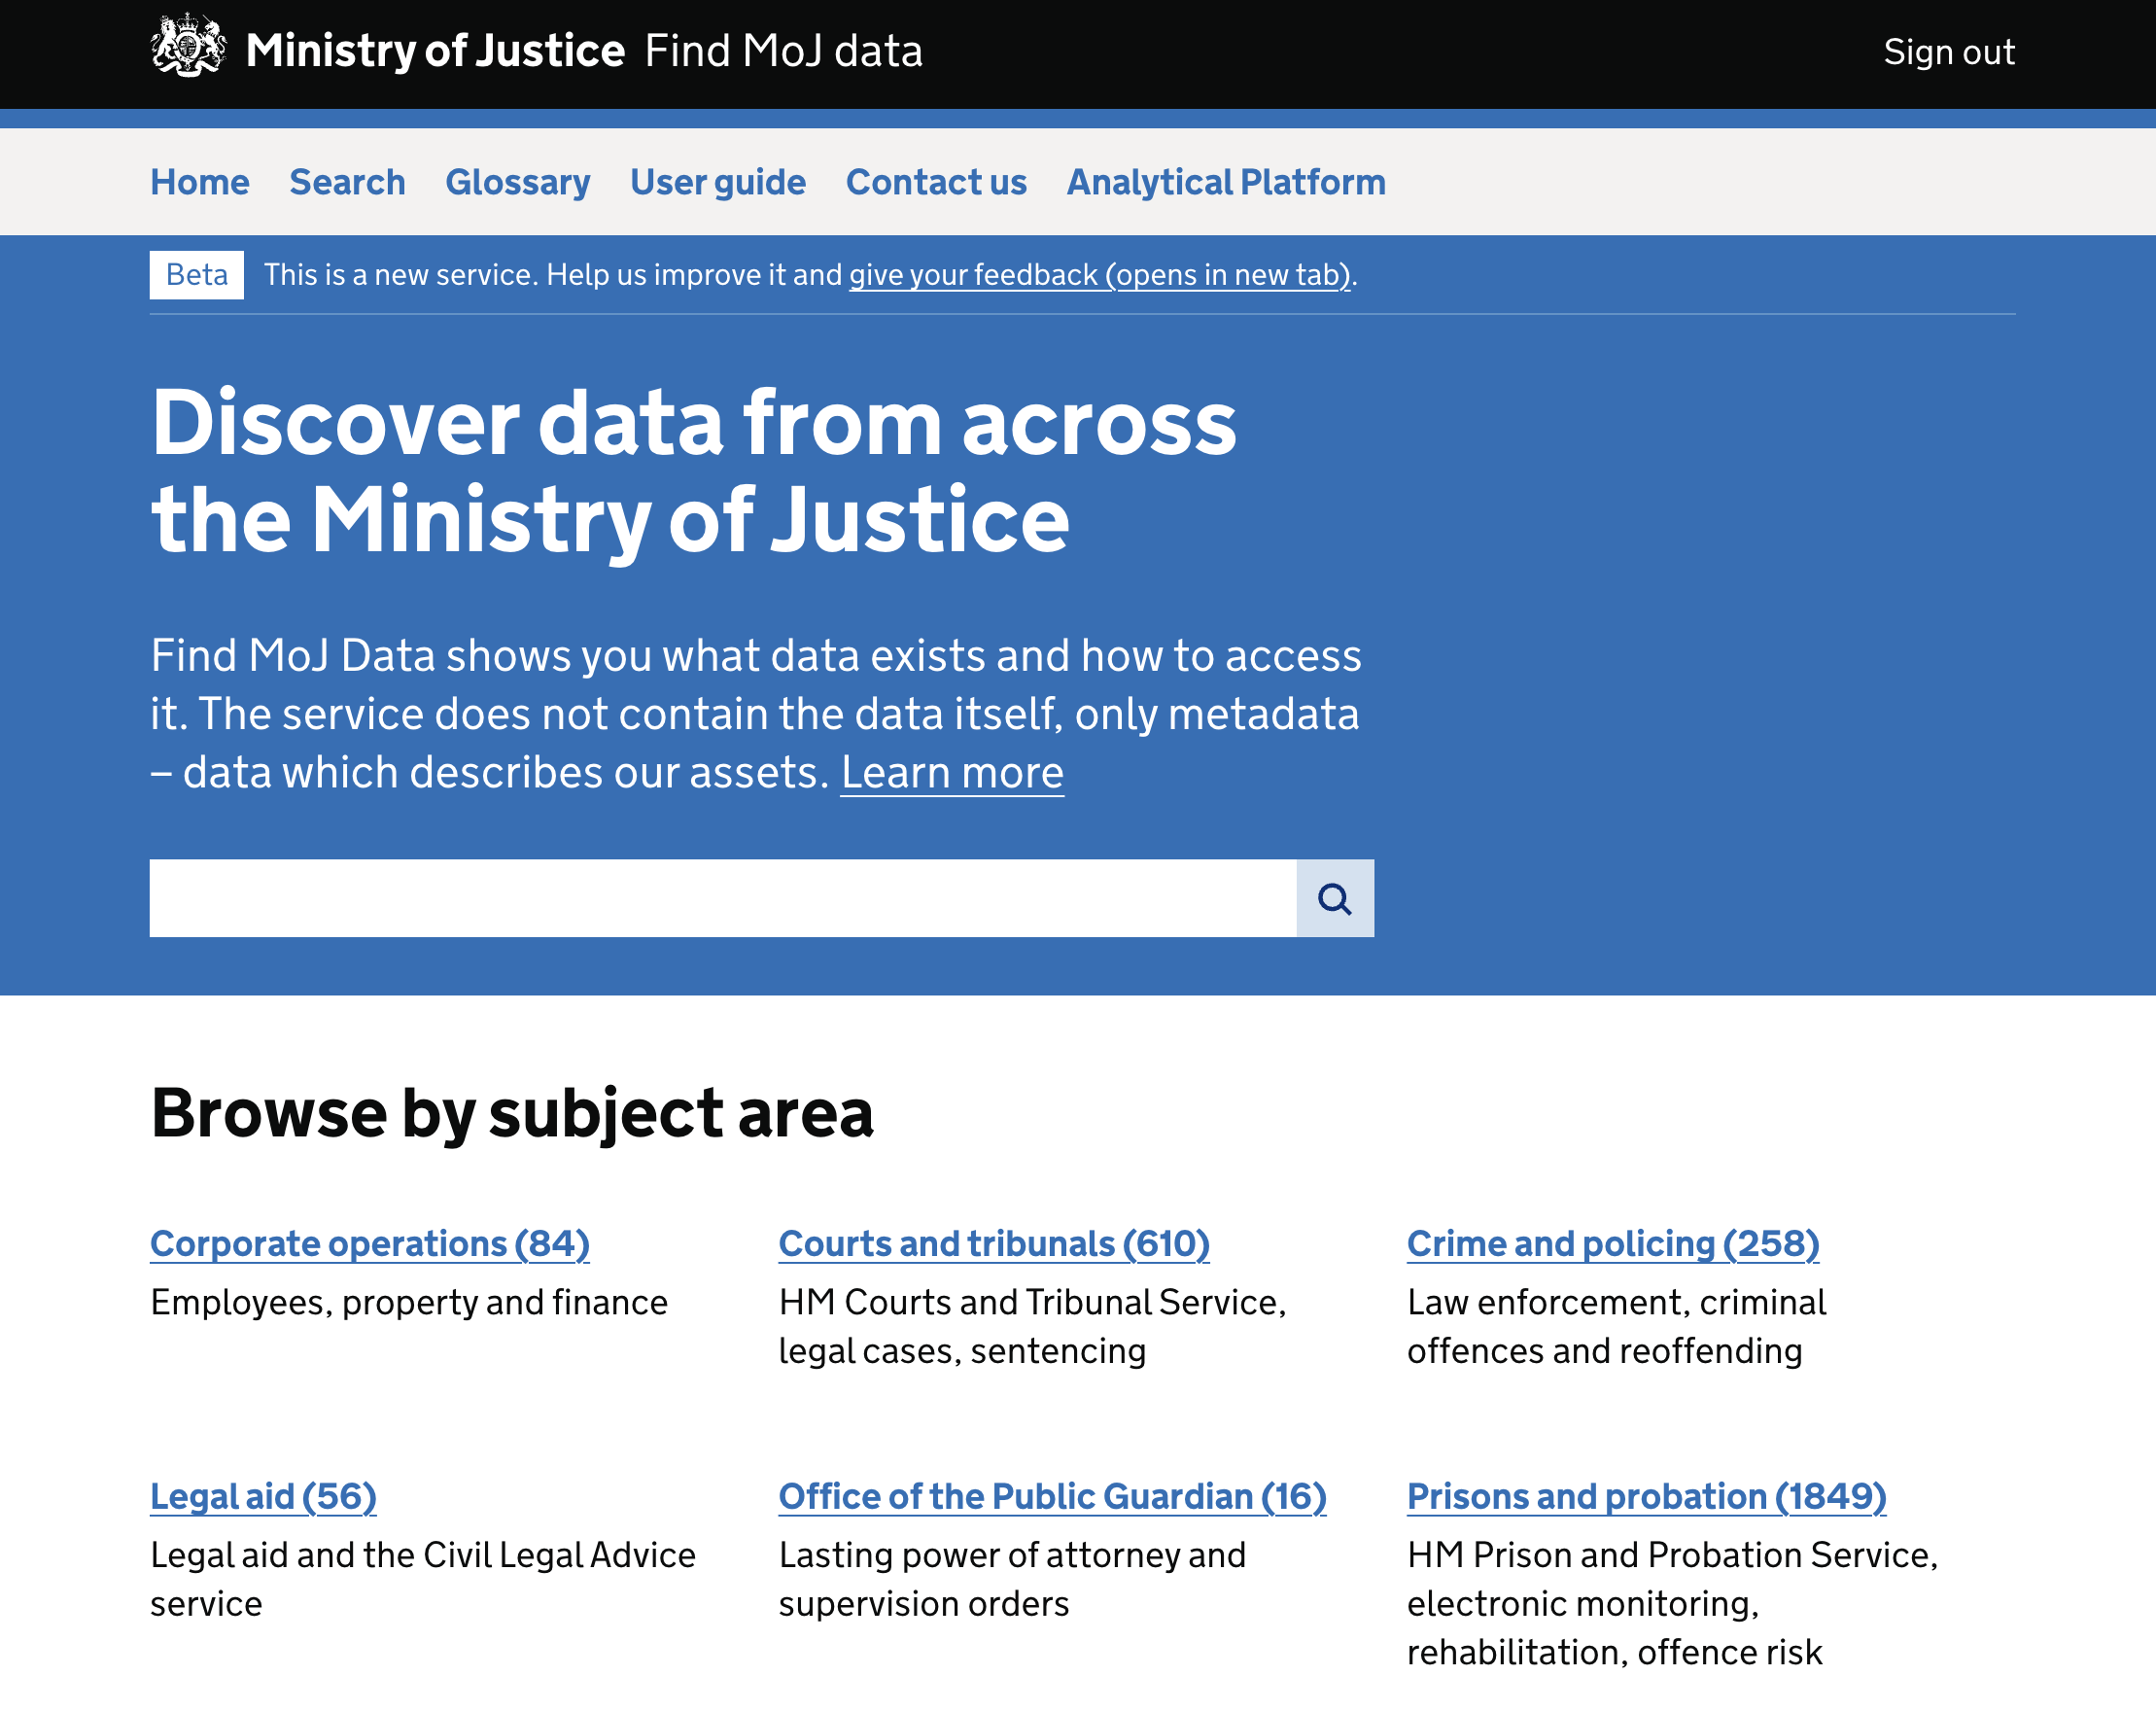 Ministry of Justice Find MoJ data
Sign out
Home Search Glossary User guide Contact us Analytical Platform
Beta This is a new service. Help us improve it and give your feedback (opens in new tab).
Discover data from across
the Ministry of Justice
Find MoJ Data shows you what data exists and how to access
it. The service does not contain the data itself, only metadata
– data which describes our assets. Learn more
Browse by subject area
Corporate operations (84)
Employees, property and finance
Courts and tribunals (610)
HM Courts and Tribunal Service,
legal cases, sentencing
Crime and policing (258)
Law enforcement, criminal
offences and reoffending
Legal aid (56)
Legal aid and the Civil Legal Advice
service
Office of the Public Guardian (16)
Lasting power of attorney and
supervision orders
Prisons and probation (1849)
HM Prison and Probation Service,
electronic monitoring,
rehabilitation, offence risk